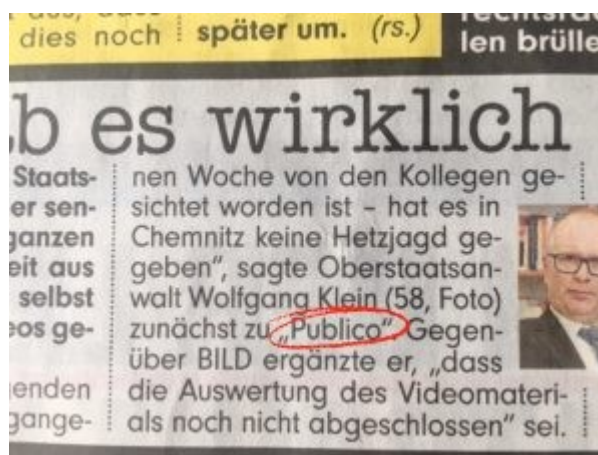 dies noch
später um. (rs.)
len brülle
b es wirklich
Staats-
er sen-
ganzen
eit aus
selbst
eos ge-
enden
gange-
nen Woche von den Kollegen ge-
sichtet worden ist – hat es in
Chemnitz keine Hetzjagd ge-
geben“, sagte Oberstaatsan-
walt Wolfgang Klein (58, Foto)
zunächst zu „Publico“. Gegen-
über BILD ergänzte er, „dass
die Auswertung des Videomateri-
als noch nicht abgeschlossen“ sei.